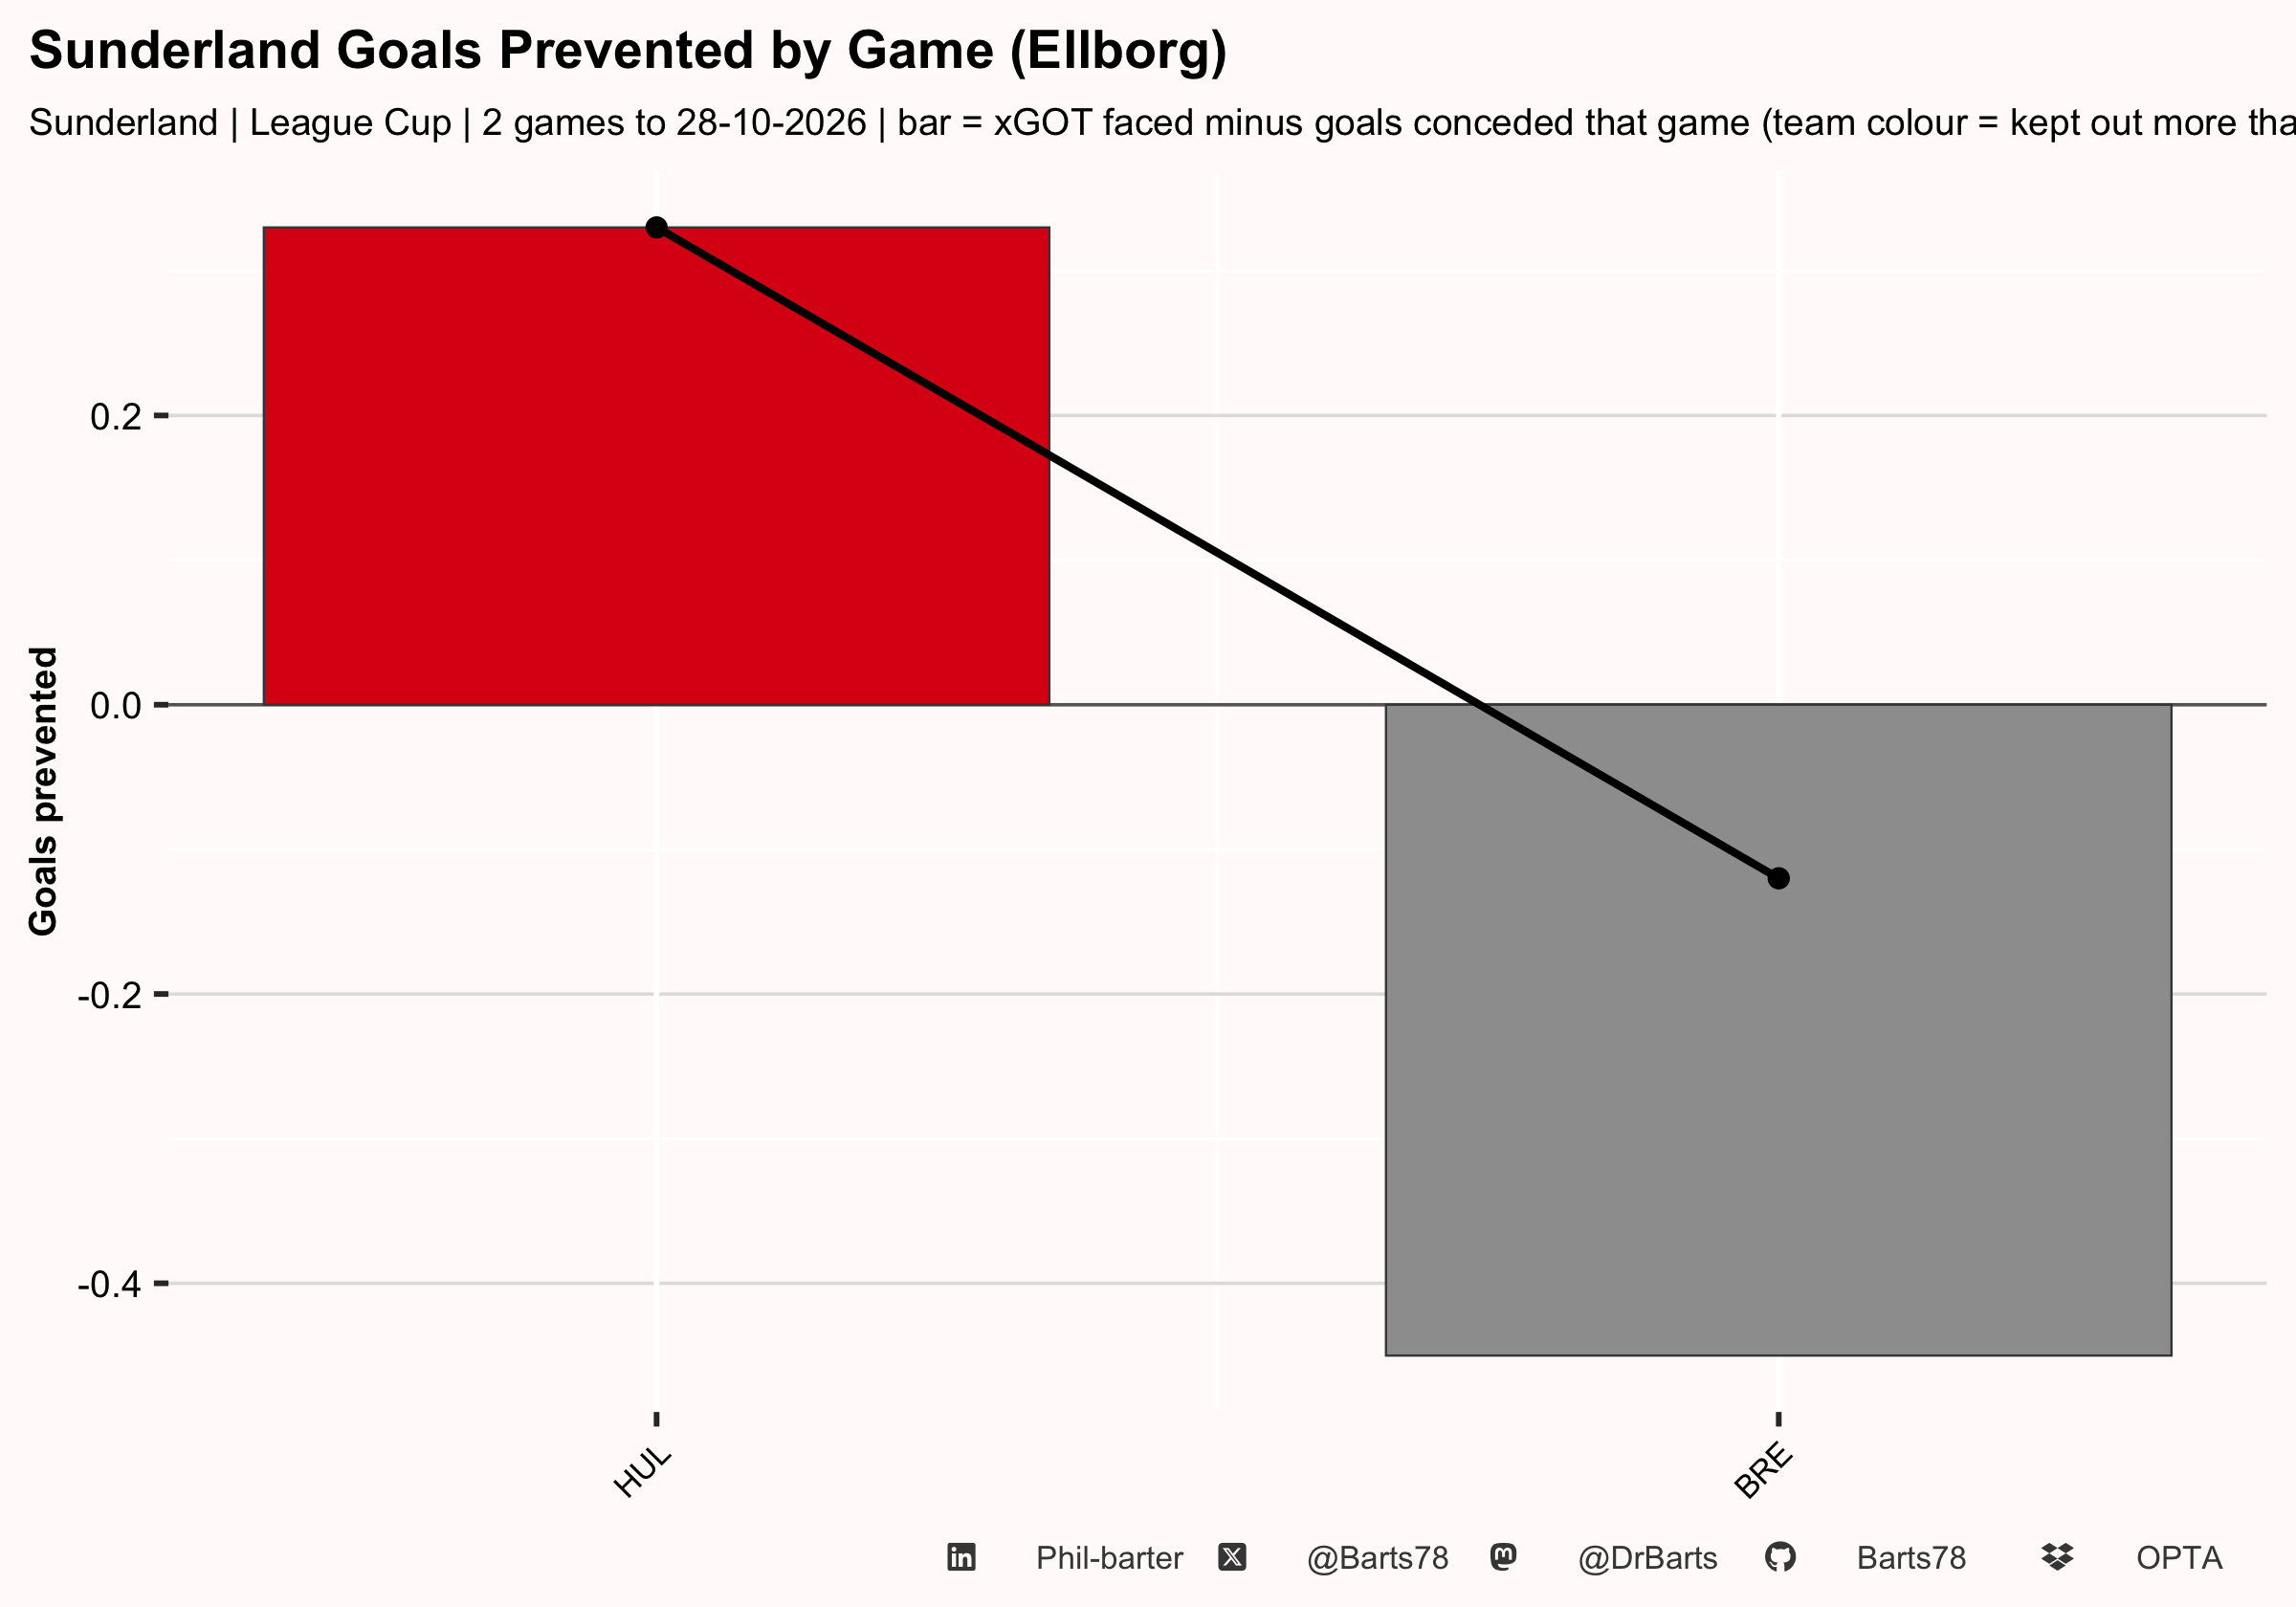 Sunderland Goals Prevented by Game (Ellborg)
Sunderland | League Cup | 2 games to 28-10-2026 | bar = xGOT faced minus goals conceded that game (team colour = kept out more tha
0.2
0.0
-0.2
-0.4
Goals prevented
HUL
BRE
Phil-barter @Barts78 @DrBarts Barts78 OPTA